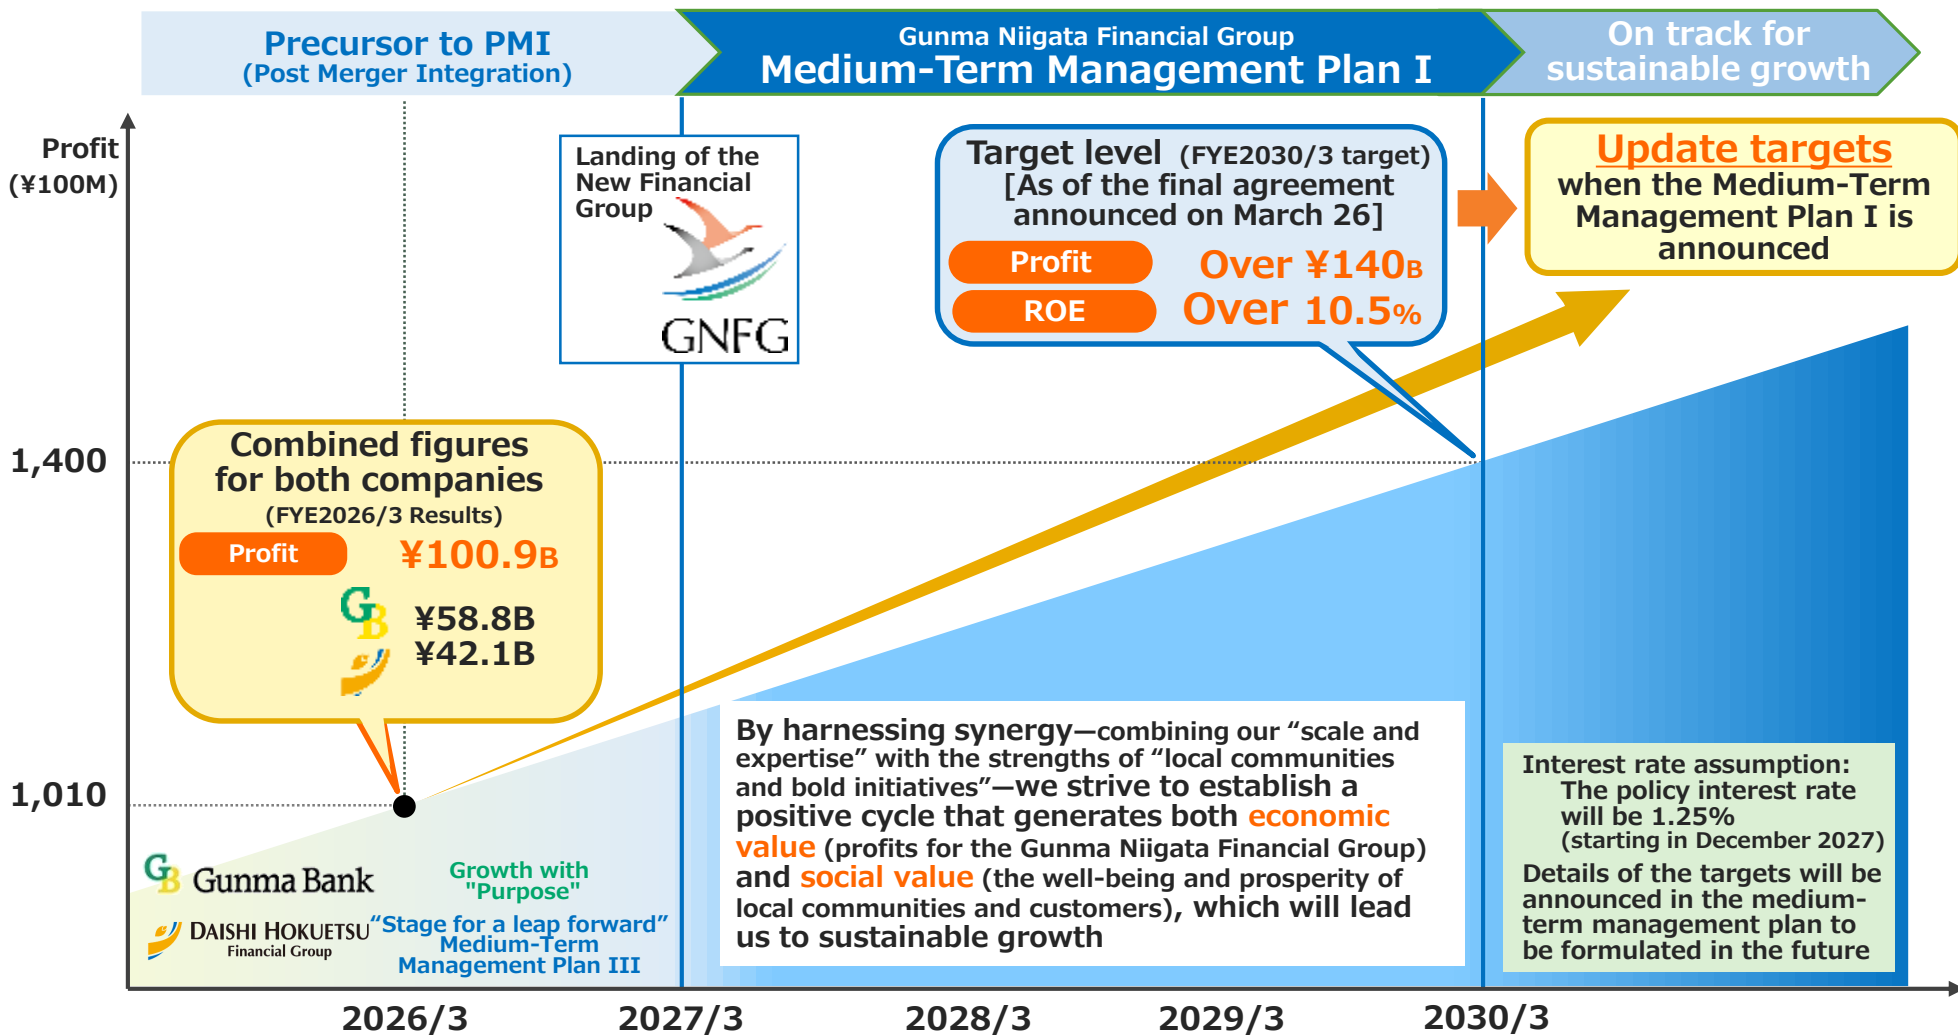 Precursor to PMI
(Post Merger Integration)
Gunma Niigata Financial Group
Medium-Term Management Plan I
On track for
sustainable growth
Profit
(¥100M)
Landing of the
New Financial
Group
GNFG
Target level (FYE2030/3 target)
[As of the final agreement
announced on March 26]
Profit Over ¥140B
ROE Over 10.5%
Update targets
when the Medium-Term
Management Plan I is
announced
1,400
Combined figures
for both companies
(FYE2026/3 Results)
Profit ¥100.9B
GB ¥58.8B
¥42.1B
1,010
GB Gunma Bank
DAISHI HOKUETSU
Financial Group
Growth with
"Purpose"
“Stage for a leap forward”
Medium-Term
Management Plan III
By harnessing synergy—combining our “scale and
expertise” with the strengths of “local communities
and bold initiatives”—we strive to establish a
positive cycle that generates both economic
value (profits for the Gunma Niigata Financial Group)
and social value (the well-being and prosperity of
local communities and customers), which will lead
us to sustainable growth
Interest rate assumption:
The policy interest rate
will be 1.25%
(starting in December 2027)
Details of the targets will be
announced in the medium-
term management plan to
be formulated in the future
2026/3 2027/3 2028/3 2029/3 2030/3